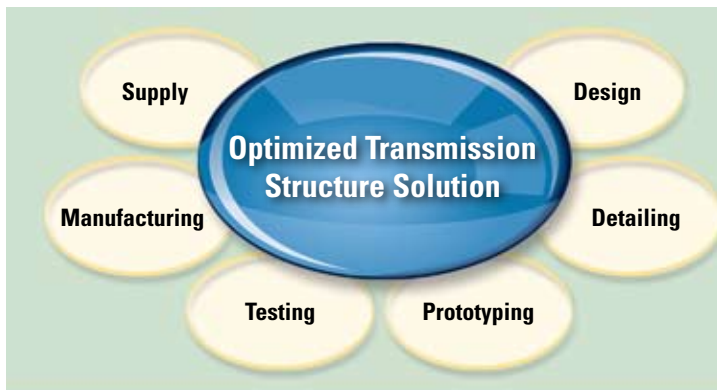 Supply
Design
Optimized Transmission
Structure Solution
Manufacturing
Detailing
Testing
Prototyping